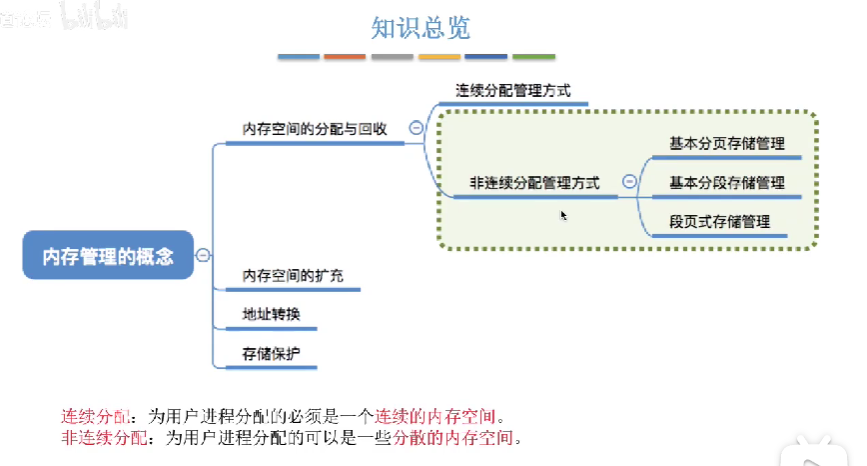 bilibili
知识总览
连续分配管理方式
内存空间的分配与回收
基本分页存储管理
非连续分配管理方式
基本分段存储管理
段页式存储管理
内存管理的概念
内存空间的扩充
地址转换
存储保护
连续分配：为用户进程分配的必须是一个连续的内存空间。
非连续分配：为用户进程分配的可以是一些分散的内存空间。